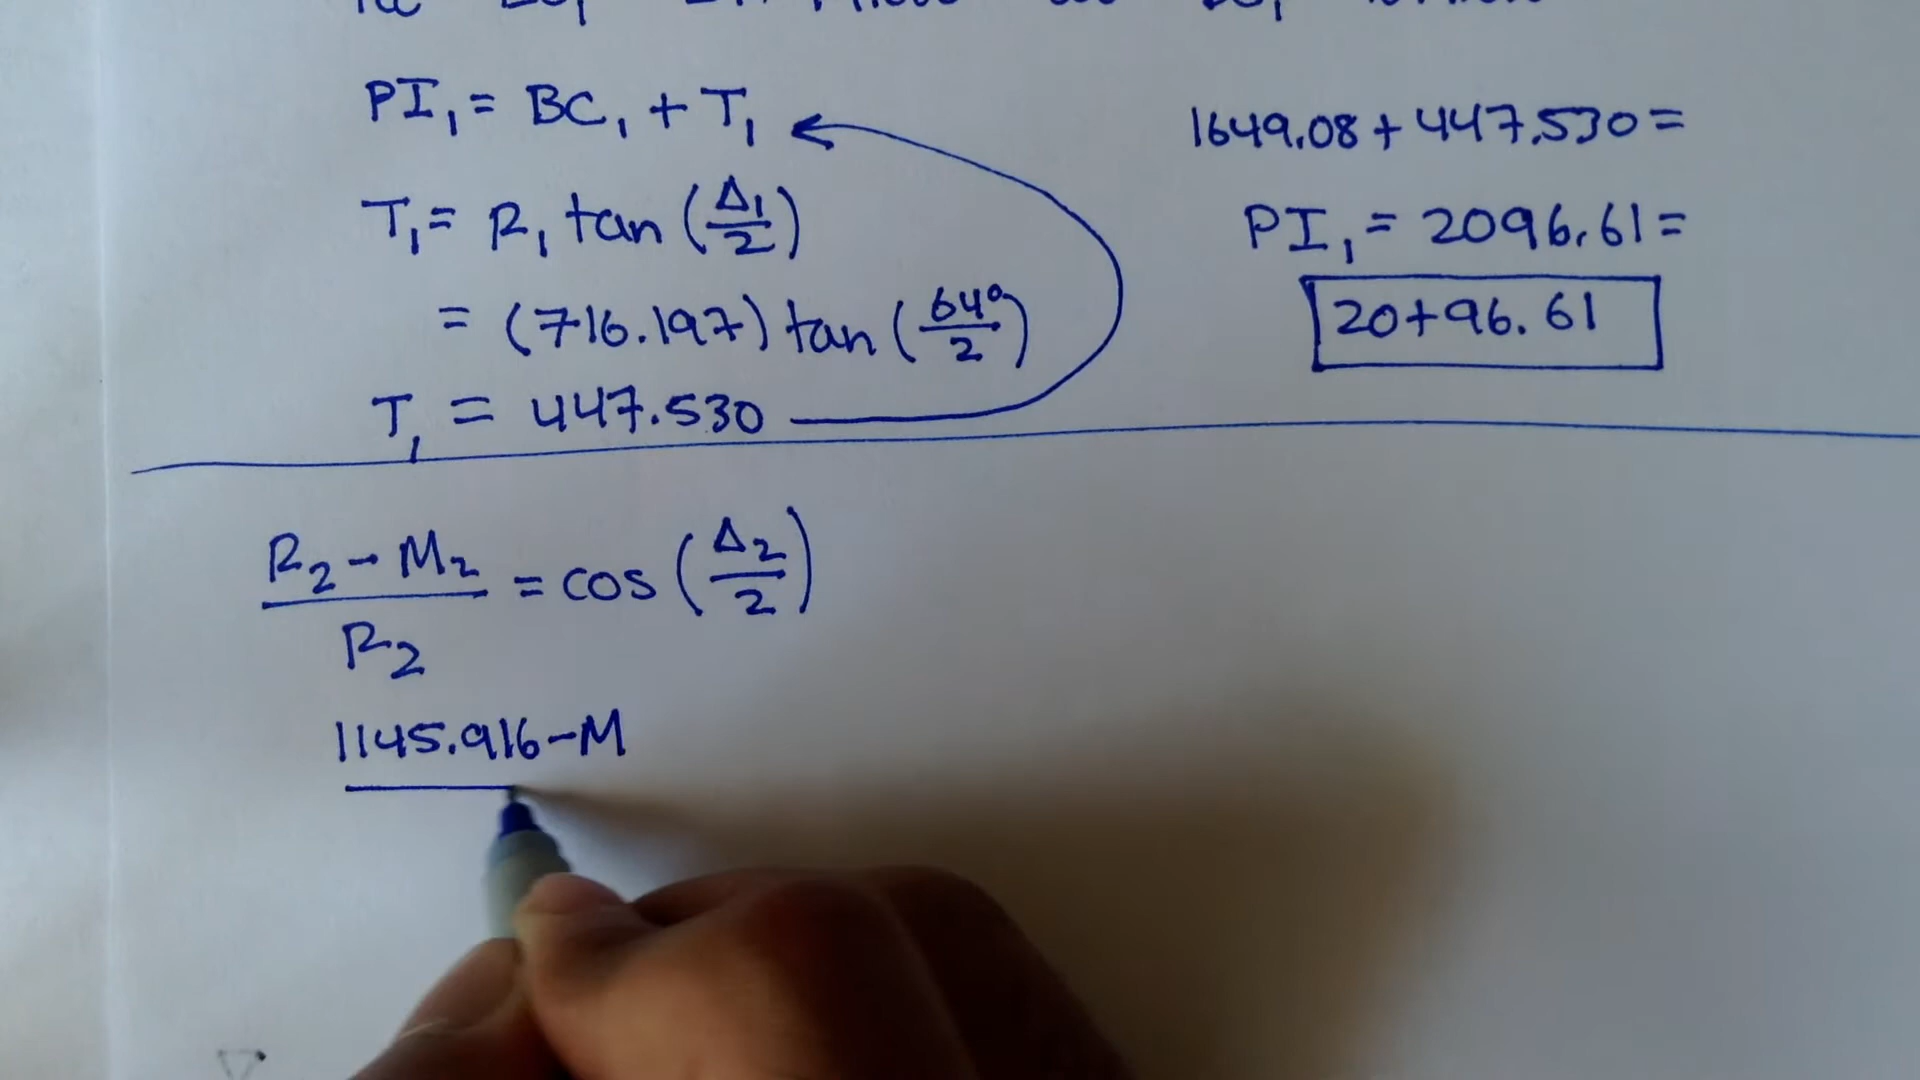 PI₁ = BC₁ + T₁
T₁ = R₁ tan (Δ₁/2)
= (716.197) tan (64°/2)
T₁ = 447.530
1649.08 + 447.530 =
PI₁ = 2096.61 =
20+96.61
(R₂ - M₂)/R₂ = cos (Δ₂/2)
1145.916 - M